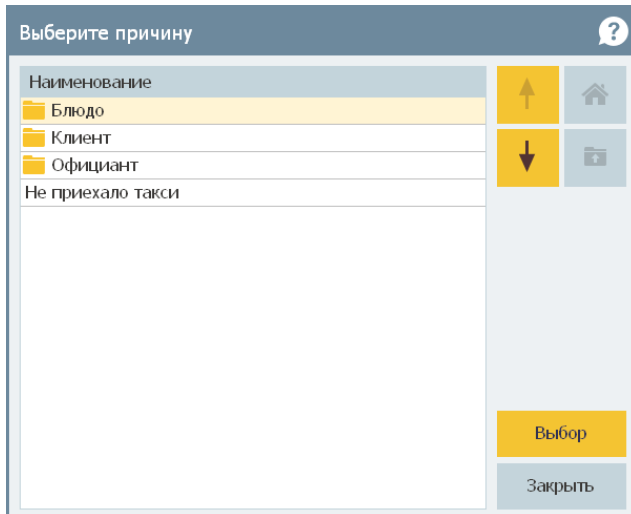 Выберите причину
?
Наименование
Блюдо
Клиент
Официант
Не приехало такси
Выбор
Закрыть